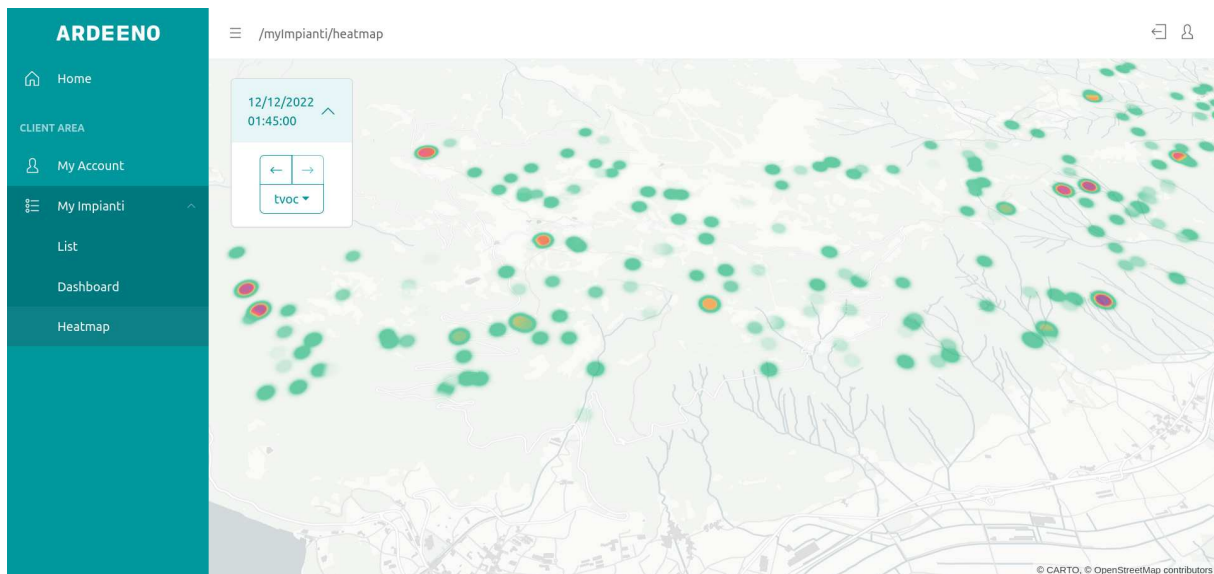 ARDEENO
/myImpianti/heatmap
Home
CLIENT AREA
My Account
My Impianti
List
Dashboard
Heatmap
12/12/2022
01:45:00
← →
tvoc
© CARTO, © OpenStreetMap contributors